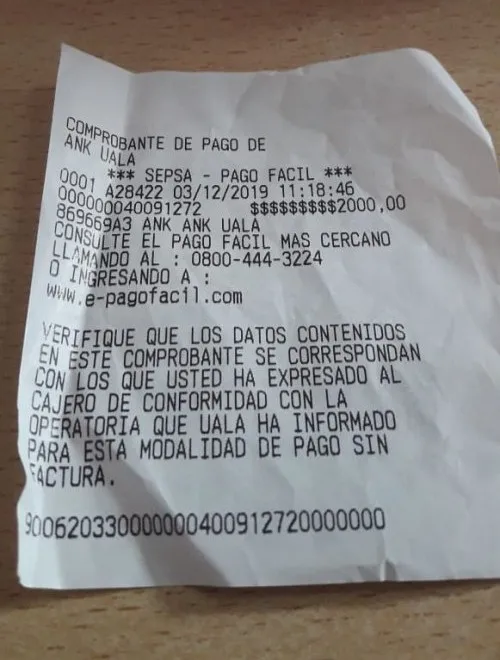 COMPROBANTE DE PAGO DE
ANK UALA
*** SEPSA - PAGO FACIL ***
0001 A28422 03/12/2019 11:18:46
000000040091272 $$$$$$$$$2000,00
869669A3 ANK ANK UALA
CONSULTE EL PAGO FACIL MAS CERCANO
LLAMANDO AL : 0800-444-3224
O INGRESANDO A :
www.e-pagofacil.com
VERIFIQUE QUE LOS DATOS CONTENIDOS
EN ESTE COMPROBANTE SE CORRESPONDAN
CON LOS QUE USTED HA EXPRESADO AL
CAJERO DE CONFORMIDAD CON LA
OPERATORIA QUE UALA HA INFORMADO
PARA ESTA MODALIDAD DE PAGO SIN
FACTURA.
900620330000000400912720000000